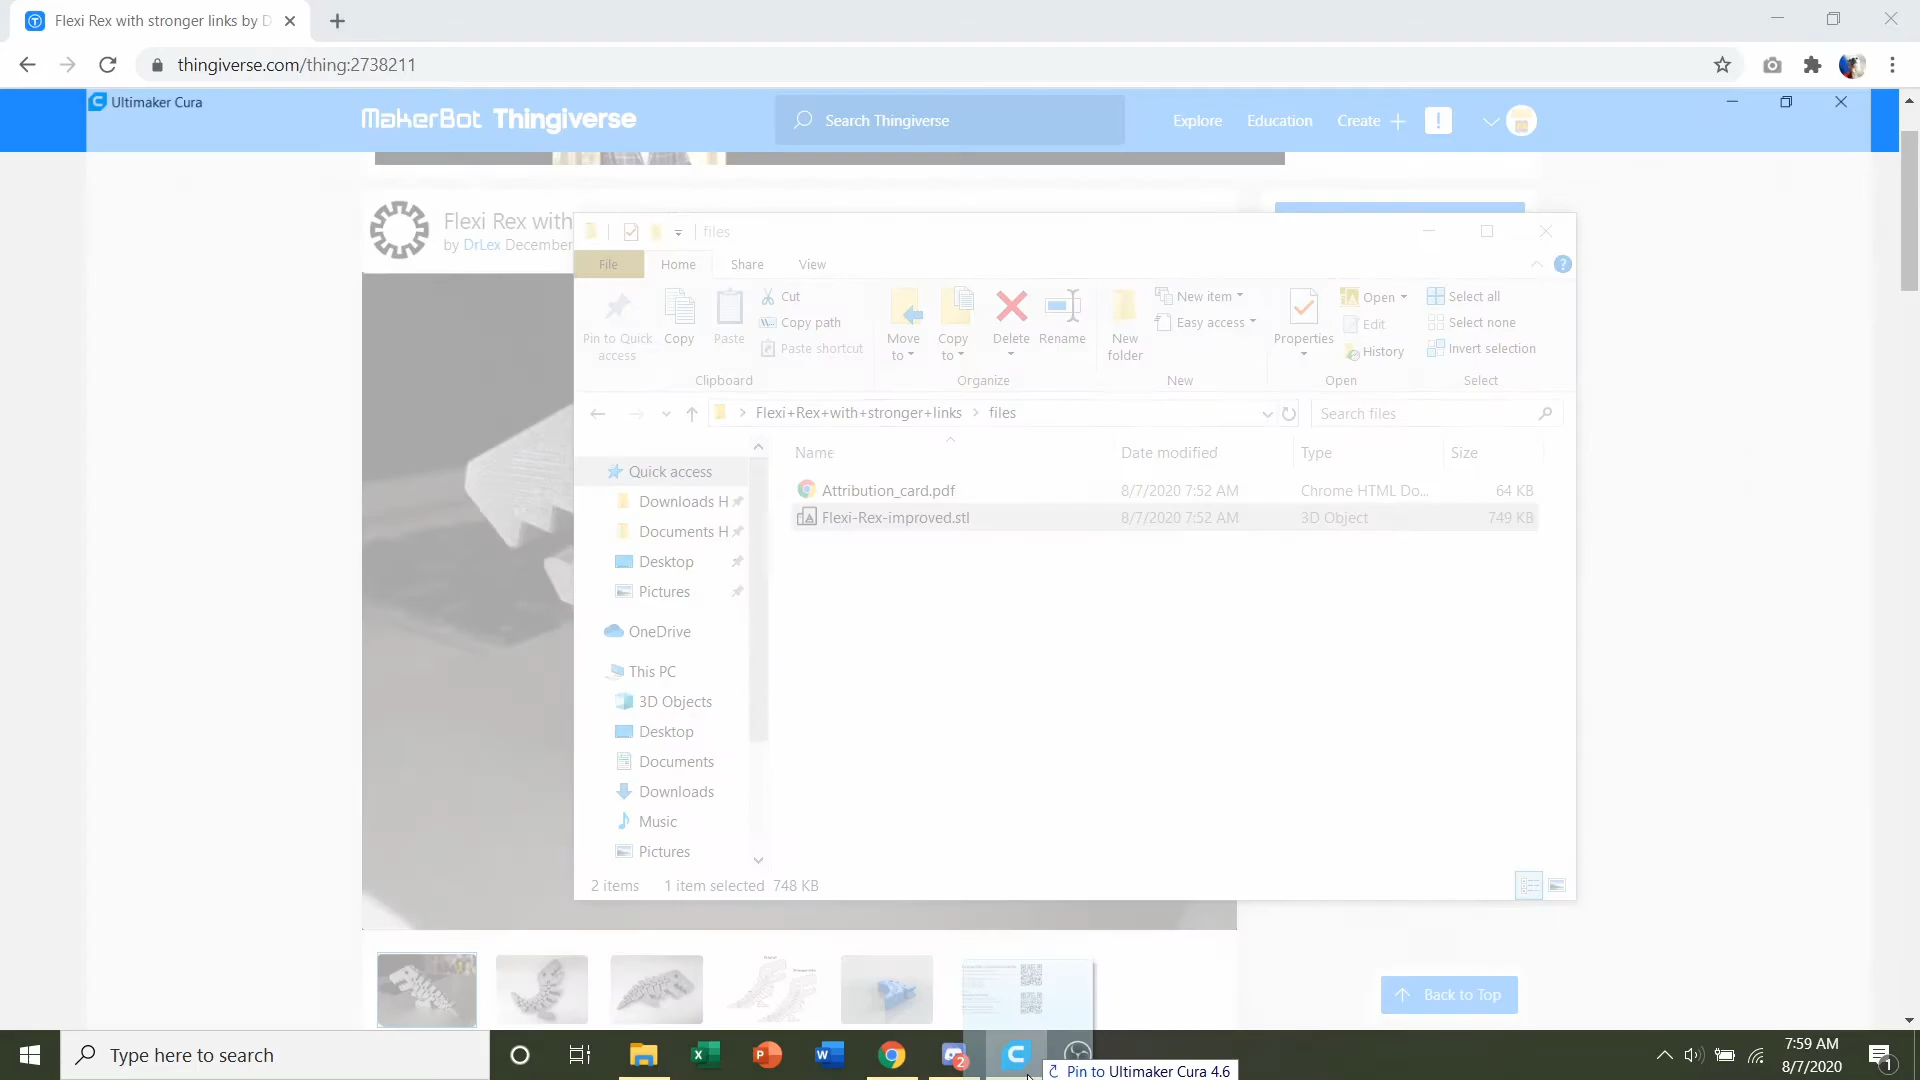 Flexi Rex with stronger links by D
thingiverse.com/thing:2738211
Ultimaker Cura
MakerBot Thingiverse
Search Thingiverse
Explore
Education
Create
Flexi Rex with
by DrLex December
files
File
Home
Share
View
Pin to Quick access
Copy
Paste
Cut
Copy path
Paste shortcut
Clipboard
Move to
Copy to
Delete
Rename
Organize
New folder
New item
Easy access
New
Properties
Open
Edit
History
Open
Select all
Select none
Invert selection
Select
Flexi+Rex+with+stronger+links > files
Search files
Name Date modified Type Size
Quick access
Downloads H
Documents H
Desktop
Pictures
OneDrive
This PC
3D Objects
Desktop
Documents
Downloads
Music
Pictures
Attribution_card.pdf 8/7/2020 7:52 AM Chrome HTML Do... 64 KB
Flexi-Rex-improved.stl 8/7/2020 7:52 AM 3D Object 749 KB
2 items 1 item selected 748 KB
Back to Top
Type here to search
2
Pin to Ultimaker Cura 4.6
7:59 AM
8/7/2020
1